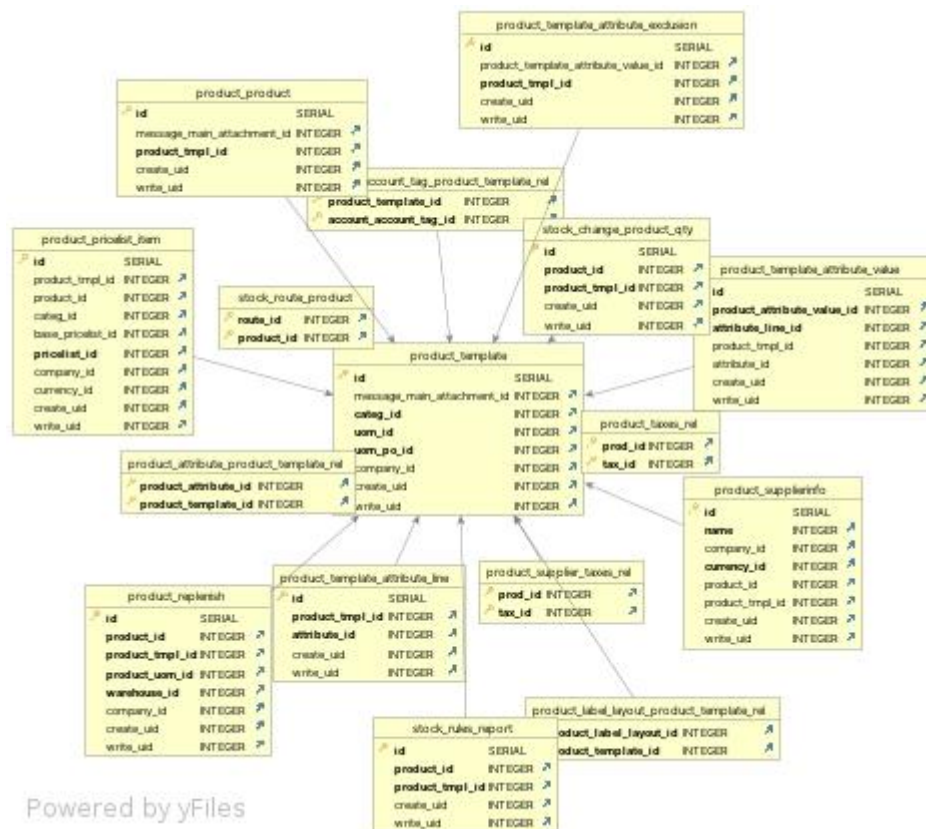 product_template_attribute_exclusion
id SERIAL
product_template_attribute_value_id INTEGER
product_tmpl_id INTEGER
create_uid INTEGER
write_uid INTEGER
product_product
id SERIAL
message_main_attachment_id INTEGER
product_tmpl_id INTEGER
create_uid INTEGER
write_uid INTEGER
account_tag_product_template_rel
product_template_id INTEGER
account_account_tag_id INTEGER
stock_change_product_qty
id SERIAL
product_id INTEGER
product_tmpl_id INTEGER
create_uid INTEGER
write_uid INTEGER
product_pricelist_item
id SERIAL
product_tmpl_id INTEGER
product_id INTEGER
categ_id INTEGER
base_pricelist_id INTEGER
pricelist_id INTEGER
company_id INTEGER
currency_id INTEGER
create_uid INTEGER
write_uid INTEGER
product_template_attribute_value
id SERIAL
product_attribute_value_id INTEGER
attribute_line_id INTEGER
product_tmpl_id INTEGER
attribute_id INTEGER
create_uid INTEGER
write_uid INTEGER
stock_route_product
route_id INTEGER
product_id INTEGER
product_template
id SERIAL
message_main_attachment_id INTEGER
categ_id INTEGER
uom_id INTEGER
uom_po_id INTEGER
company_id INTEGER
create_uid INTEGER
write_uid INTEGER
product_taxes_rel
prod_id INTEGER
tax_id INTEGER
product_attribute_product_template_rel
product_attribute_id INTEGER
product_template_id INTEGER
product_supplierinfo
id SERIAL
name INTEGER
company_id INTEGER
currency_id INTEGER
product_id INTEGER
product_tmpl_id INTEGER
create_uid INTEGER
write_uid INTEGER
product_supplier_taxes_rel
prod_id INTEGER
tax_id INTEGER
product_template_attribute_line
id SERIAL
product_tmpl_id INTEGER
attribute_id INTEGER
create_uid INTEGER
write_uid INTEGER
product_replenish
id SERIAL
product_id INTEGER
product_tmpl_id INTEGER
product_uom_id INTEGER
warehouse_id INTEGER
company_id INTEGER
create_uid INTEGER
write_uid INTEGER
product_label_layout_product_template_rel
oduct_label_layout_id INTEGER
oduct_template_id INTEGER
stock_rules_report
id SERIAL
product_id INTEGER
product_tmpl_id INTEGER
create_uid INTEGER
write_uid INTEGER
Powered by yFiles